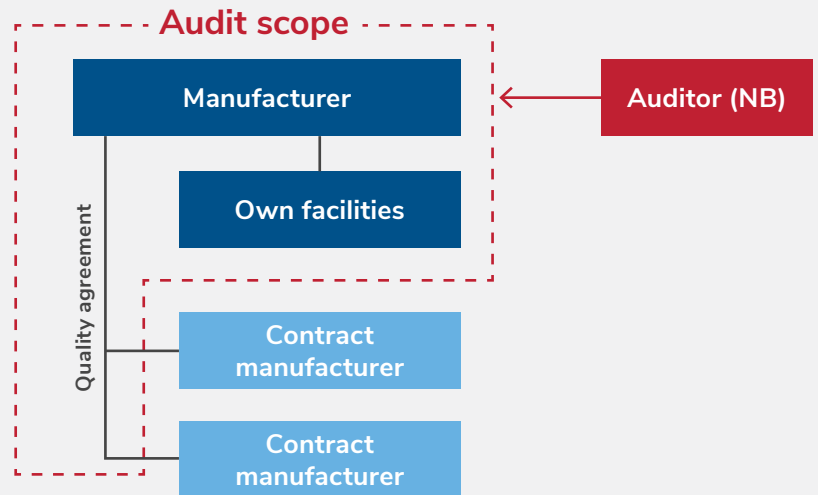 Audit scope
Manufacturer
Auditor (NB)
Own facilities
Quality agreement
Contract
manufacturer
Contract
manufacturer